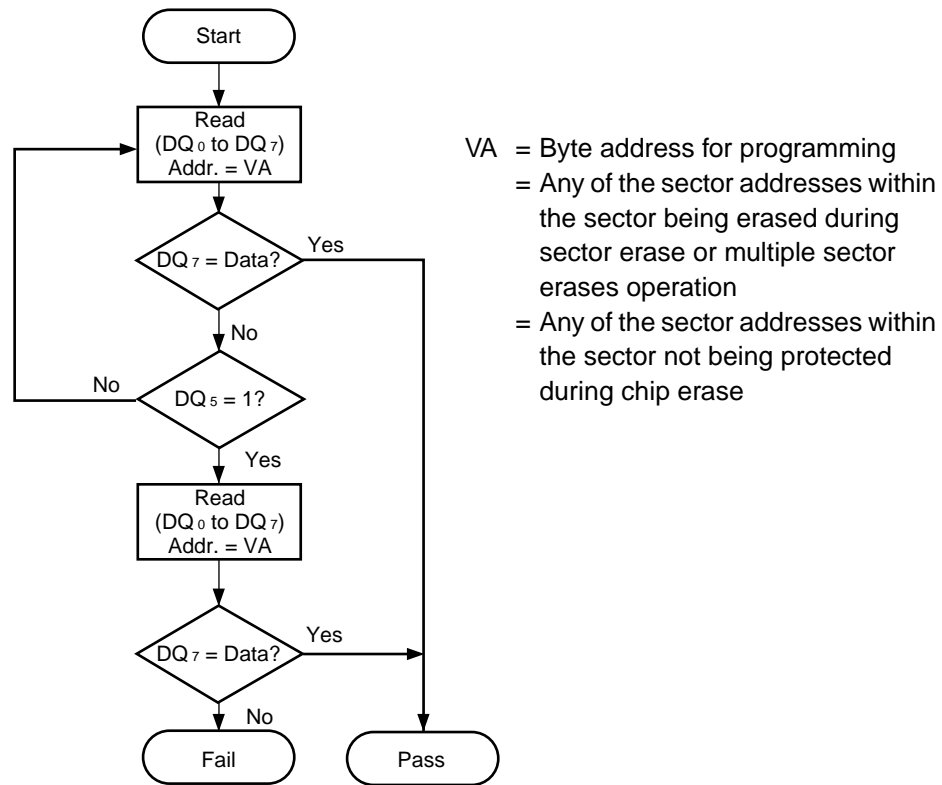 Start
Read
(DQ0 to DQ7)
Addr. = VA
DQ7 = Data?
Yes
No
No
DQ5 = 1?
Yes
Read
(DQ0 to DQ7)
Addr. = VA
DQ7 = Data?
Yes
No
Fail
Pass
VA = Byte address for programming
= Any of the sector addresses within
the sector being erased during
sector erase or multiple sector
erases operation
= Any of the sector addresses within
the sector not being protected
during chip erase